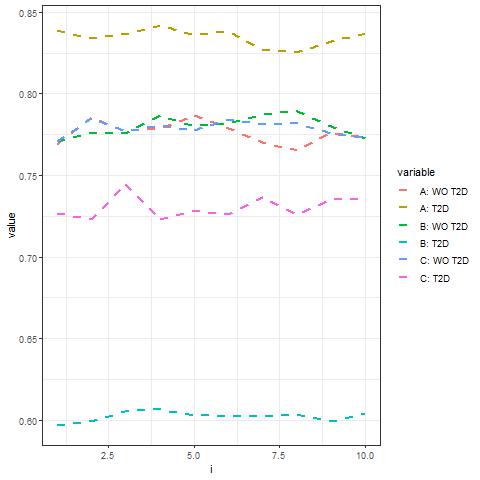 0.85
0.80
0.75
0.70
0.65
0.60
value
2.5
5.0
7.5
10.0
i
variable
A: WO T2D
A: T2D
B: WO T2D
B: T2D
C: WO T2D
C: T2D